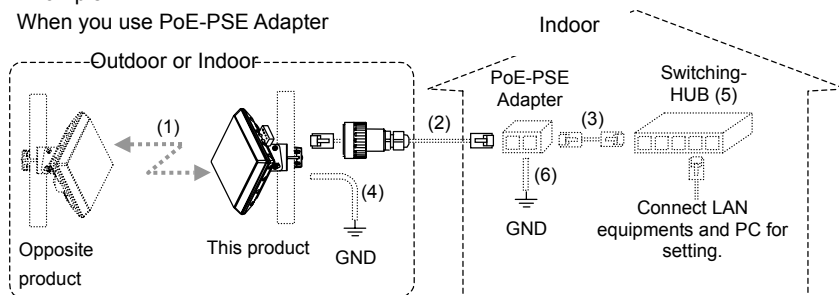 When you use PoE-PSE Adapter
Indoor
Outdoor or Indoor
PoE-PSE
Adapter
Switching-
HUB (5)
(1)
(2)
(3)
(4)
(6)
GND
GND
Opposite
product
This product
Connect LAN
equipments and PC for
setting.